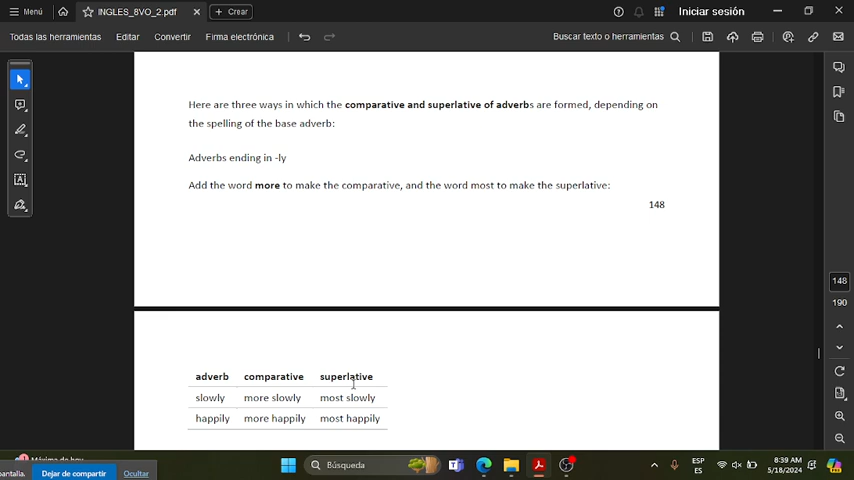 Menú
INGLES_8VO_2.pdf
Crear
Iniciar sesión
Todas las herramientas
Editar
Convertir
Firma electrónica
Buscar texto o herramientas
Here are three ways in which the comparative and superlative of adverbs are formed, depending on
the spelling of the base adverb:
Adverbs ending in -ly
Add the word more to make the comparative, and the word most to make the superlative:
148
148
190
adverb comparative superlative
slowly more slowly most slowly
happily more happily most happily
pantalla.
Dejar de compartir
Ocultar
Búsqueda
ESP
ES
8:39 AM
5/18/2024